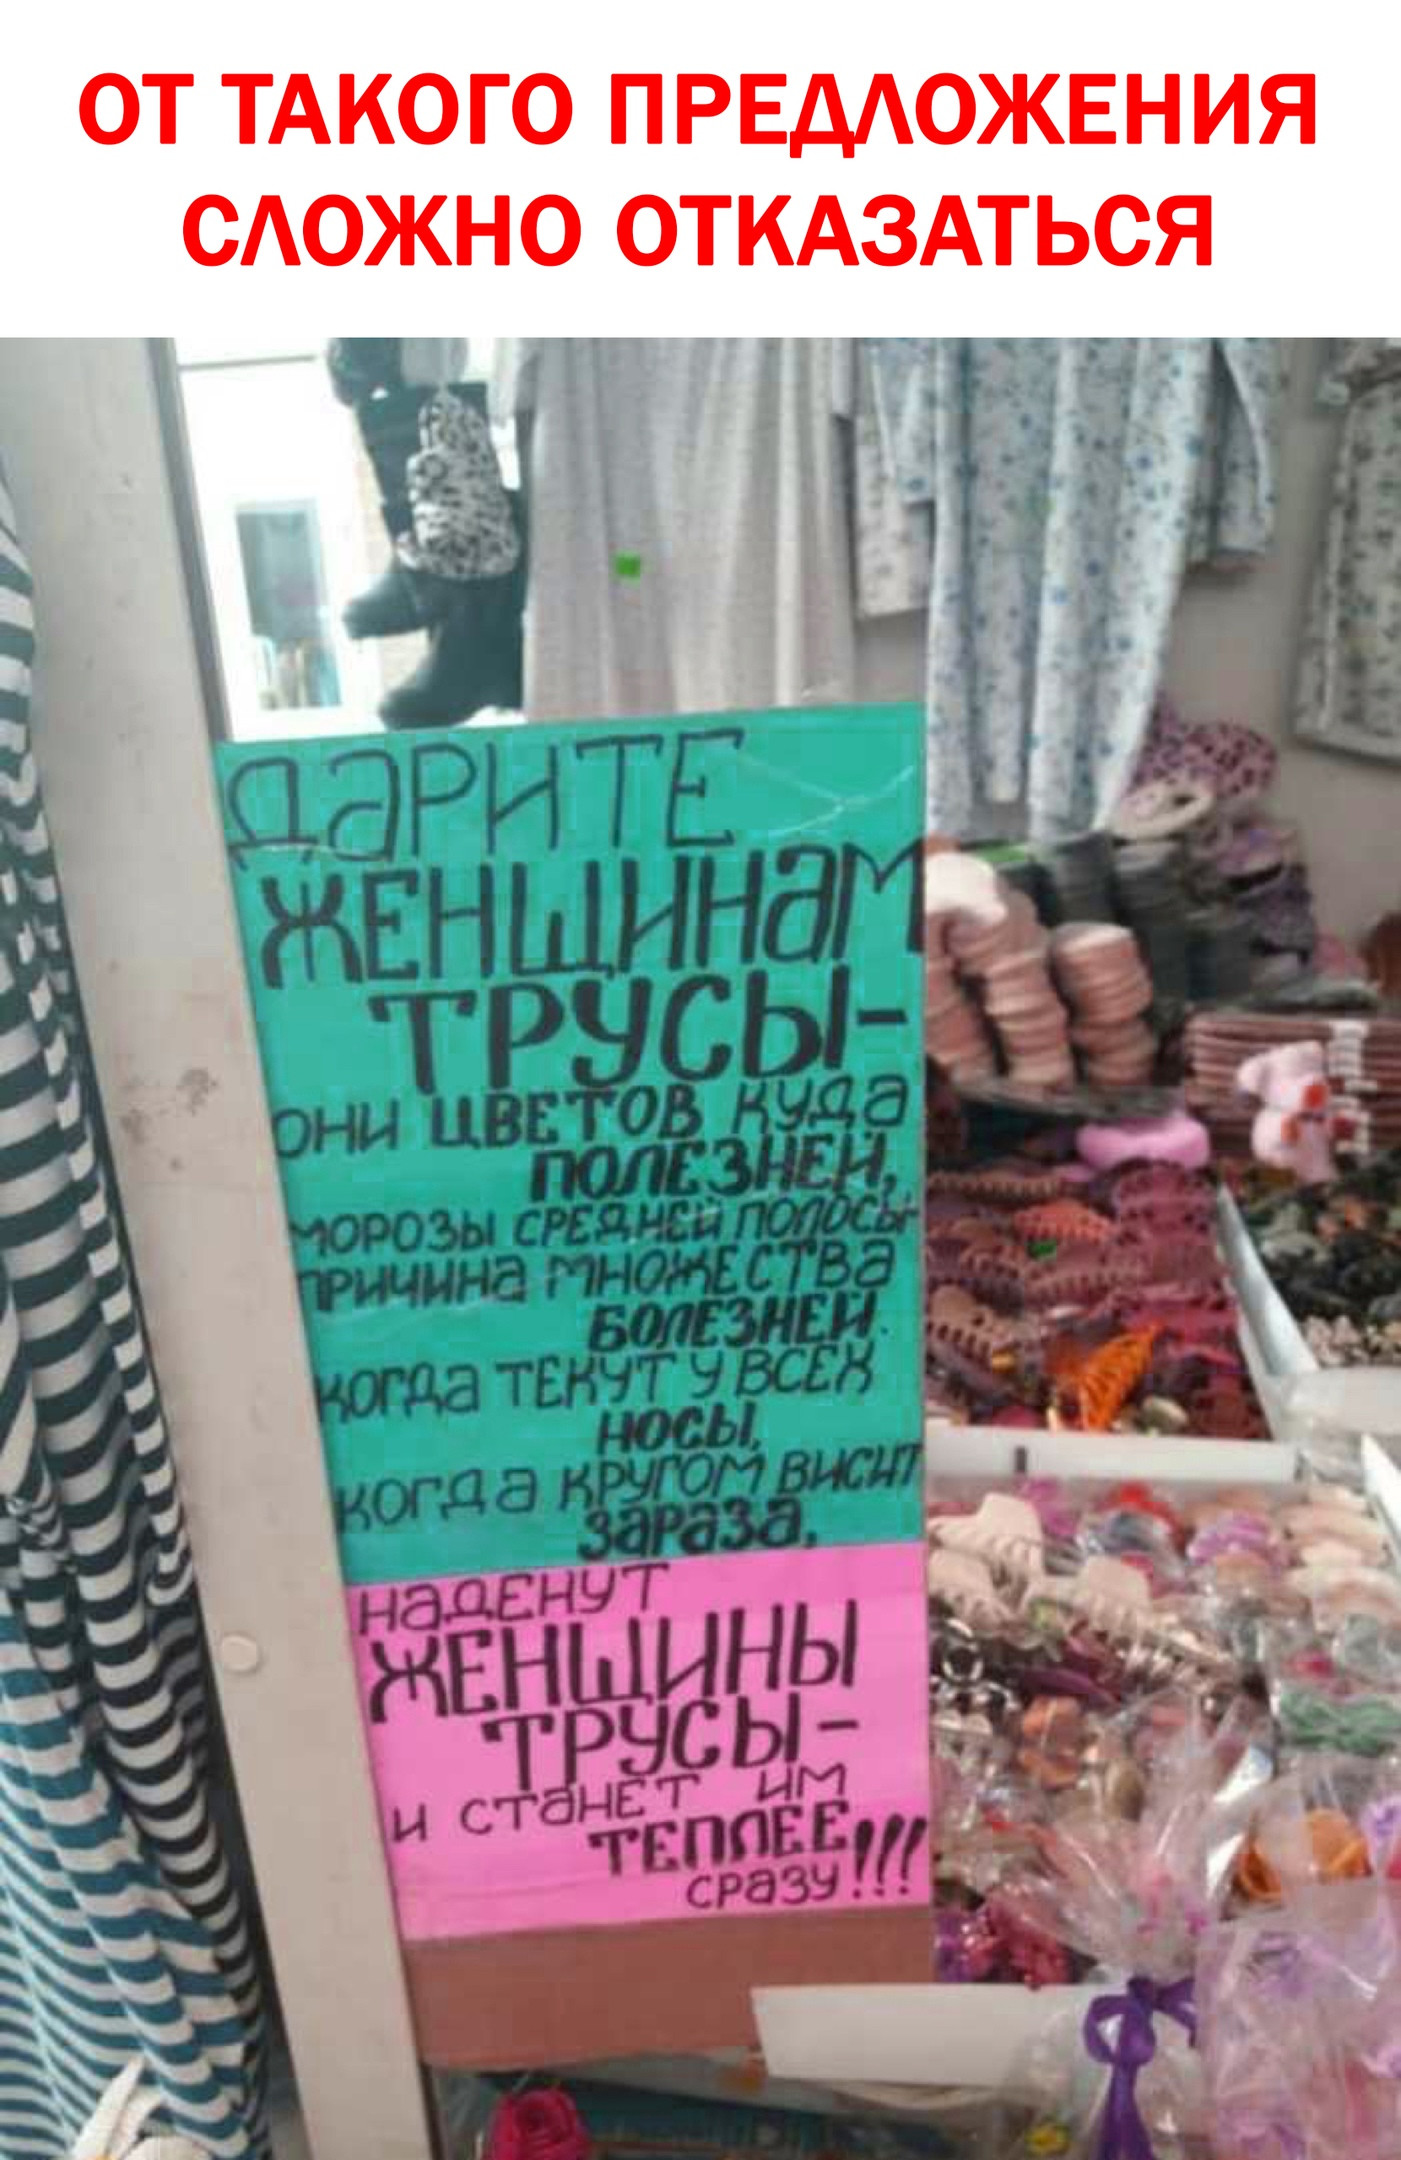 ОТ ТАКОГО ПРЕДЛОЖЕНИЯ
СЛОЖНО ОТКАЗАТЬСЯ
ДАРИТЕ
ЖЕНЩИНАМ
ТРУСЫ-
ОНИ ЦВЕТОВ КУДА
ПОЛЕЗНЕЙ,
МОРОЗЫ СРЕДНЕЙ ПОЛОСЫ-
ПРИЧИНА МНОЖЕСТВА
БОЛЕЗНЕЙ.
КОГДА ТЕКУТ У ВСЕХ
НОСЫ,
КОГДА КРУГОМ ВИСИТ
ЗАРАЗА,
НАДЕНУТ
ЖЕНЩИНЫ
ТРУСЫ-
И СТАНЕТ ИМ
ТЕПЛЕЕ
СРАЗУ!!!